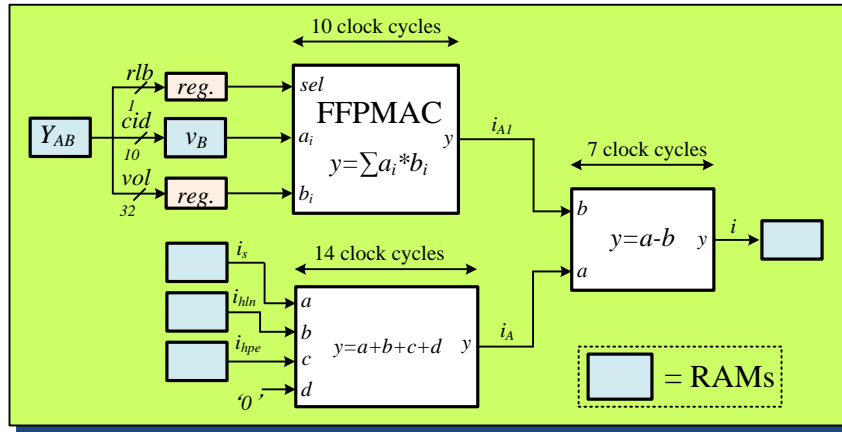 10 clock cycles
rlb
1
reg.
sel
FFPMAC
Y_AB
cid
10
v_B
a_i
y
i_A1
y=∑a_i*b_i
vol
32
reg.
b_i
7 clock cycles
b
y=a-b
y
i
a
14 clock cycles
i_s
a
i_hln
b
i_hpe
c
y=a+b+c+d
y
i_A
'0'
d
= RAMs